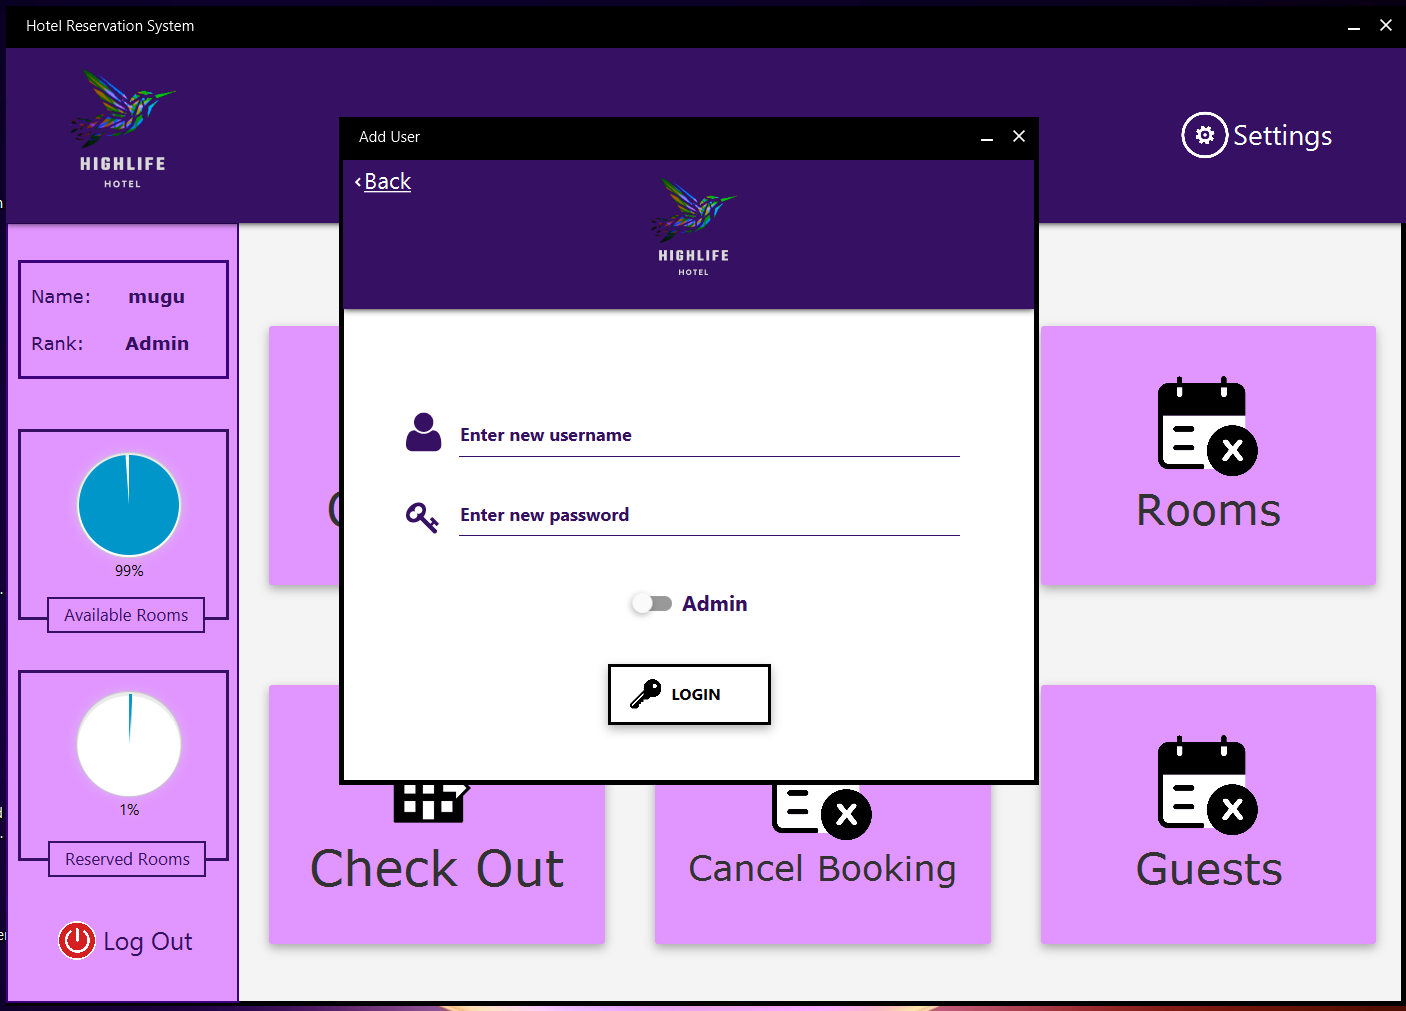 Hotel Reservation System
HIGHLIFE
HOTEL
Settings
Add User
Back
HIGHLIFE
HOTEL
Name: mugu
Rank: Admin
99%
Available Rooms
1%
Reserved Rooms
Log Out
Enter new username
Enter new password
Admin
LOGIN
Rooms
Check Out
Cancel Booking
Guests